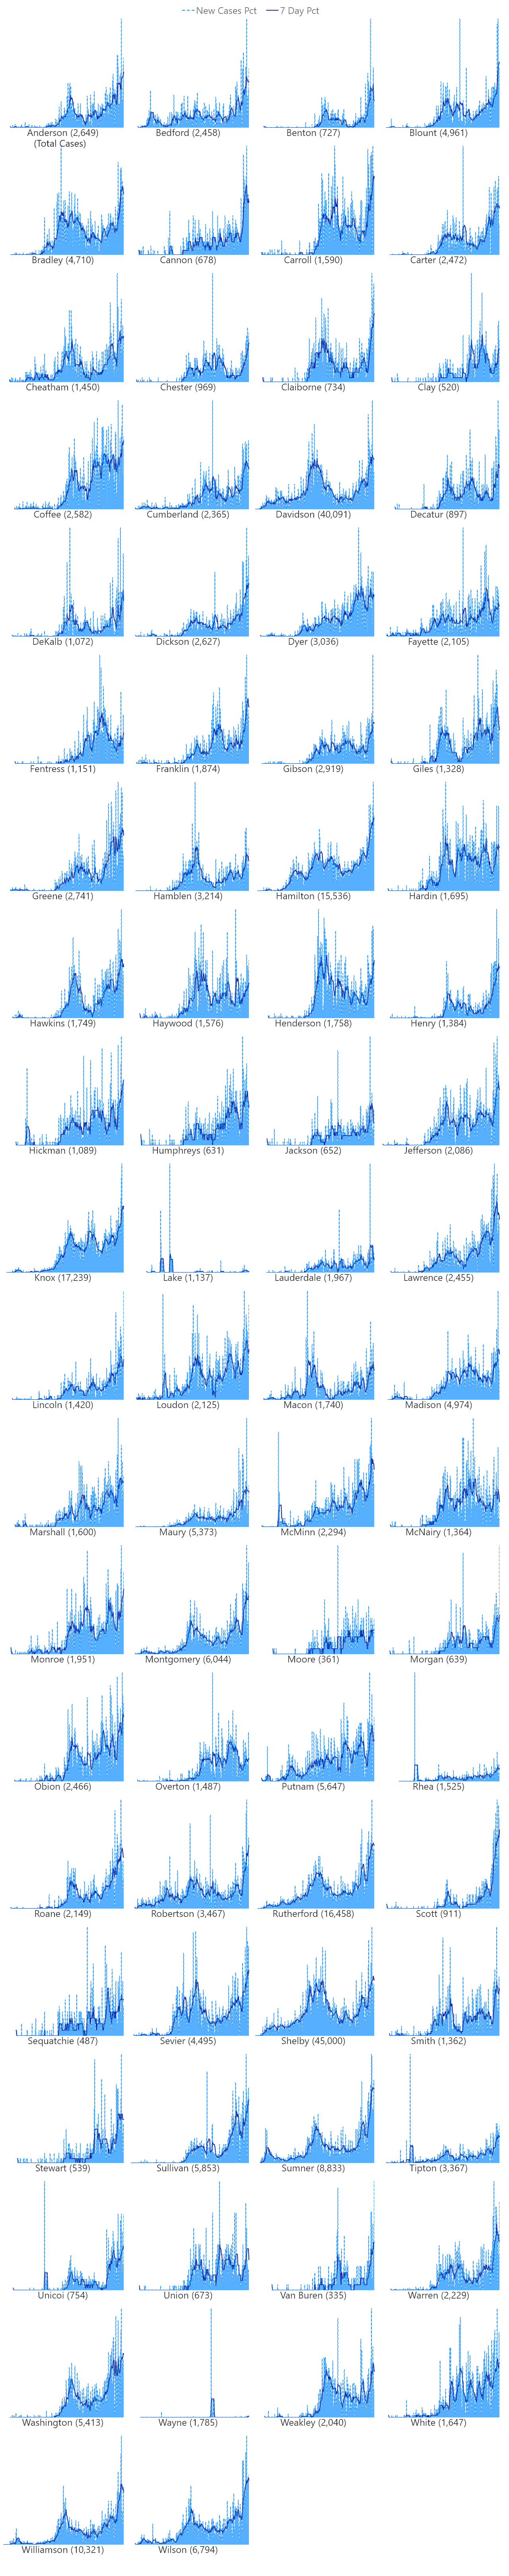 New Cases Pct 7 Day Pct
Anderson (2,649) Bedford (2,458) Benton (727) Blount (4,961)
(Total Cases)
Bradley (4,710) Cannon (678) Carroll (1,590) Carter (2,472)
Cheatham (1,450) Chester (969) Claiborne (734) Clay (520)
Coffee (2,582) Cumberland (2,365) Davidson (40,091) Decatur (897)
DeKalb (1,072) Dickson (2,627) Dyer (3,036) Fayette (2,105)
Fentress (1,151) Franklin (1,874) Gibson (2,919) Giles (1,328)
Greene (2,741) Hamblen (3,214) Hamilton (15,536) Hardin (1,695)
Hawkins (1,749) Haywood (1,576) Henderson (1,758) Henry (1,384)
Hickman (1,089) Humphreys (631) Jackson (652) Jefferson (2,086)
Knox (17,239) Lake (1,137) Lauderdale (1,967) Lawrence (2,455)
Lincoln (1,420) Loudon (2,125) Macon (1,740) Madison (4,974)
Marshall (1,600) Maury (5,373) McMinn (2,294) McNairy (1,364)
Monroe (1,951) Montgomery (6,044) Moore (361) Morgan (639)
Obion (2,466) Overton (1,487) Putnam (5,647) Rhea (1,525)
Roane (2,149) Robertson (3,467) Rutherford (16,458) Scott (911)
Sequatchie (487) Sevier (4,495) Shelby (45,000) Smith (1,362)
Stewart (539) Sullivan (5,853) Sumner (8,833) Tipton (3,367)
Unicoi (754) Union (673) Van Buren (335) Warren (2,229)
Washington (5,413) Wayne (1,785) Weakley (2,040) White (1,647)
Williamson (10,321) Wilson (6,794)